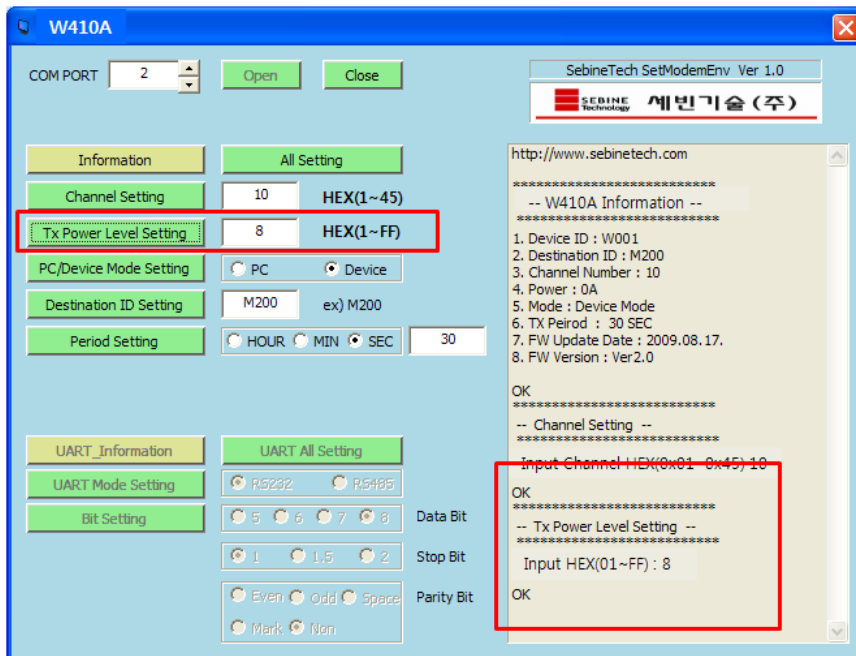 W410A
COM PORT 2 Open Close
SebineTech SetModemEnv Ver 1.0
SEBINE Technology 세빈기술(주)
Information All Setting
Channel Setting 10 HEX(1~45)
Tx Power Level Setting 8 HEX(1~FF)
PC/Device Mode Setting PC Device
Destination ID Setting M200 ex) M200
Period Setting HOUR MIN SEC 30
UART_Information UART All Setting
UART Mode Setting RS232 RS485
Bit Setting 5 6 7 8 Data Bit
1 1.5 2 Stop Bit
Even Odd Space Parity Bit
Mark Non
http://www.sebinetech.com
**************************
-- W410A Information --
**************************
1. Device ID : W001
2. Destination ID : M200
3. Channel Number : 10
4. Power : 0A
5. Mode : Device Mode
6. TX Peirod : 30 SEC
7. FW Update Date : 2009.08.17.
8. FW Version : Ver2.0
OK
**************************
-- Channel Setting --
**************************
Input Channel HEX(0x01~0x45) 10
OK
**************************
-- Tx Power Level Setting --
**************************
Input HEX(01~FF) : 8
OK